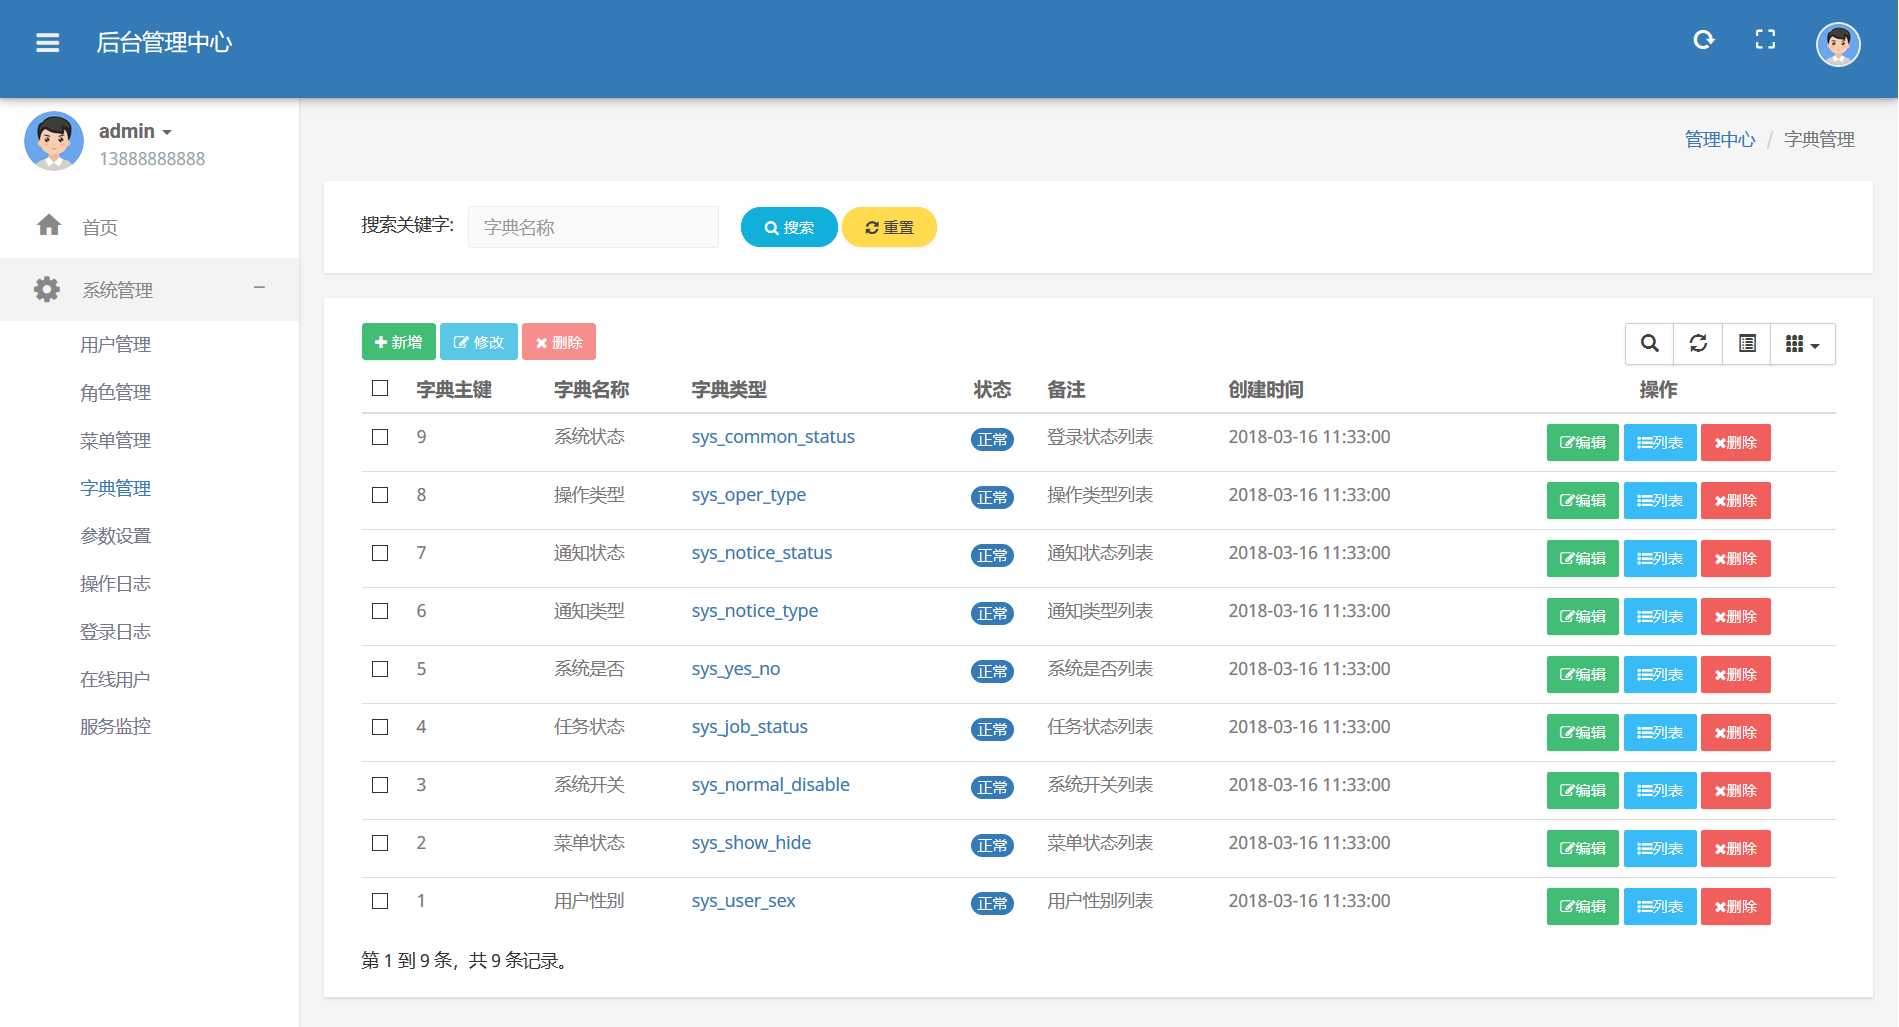 后台管理中心
admin
13888888888
首页
系统管理
用户管理
角色管理
菜单管理
字典管理
参数设置
操作日志
登录日志
在线用户
服务监控
管理中心 / 字典管理
搜索关键字: 字典名称 搜索 重置
新增 修改 删除
字典主键 字典名称 字典类型 状态 备注 创建时间 操作
9 系统状态 sys_common_status 正常 登录状态列表 2018-03-16 11:33:00 编辑 列表 删除
8 操作类型 sys_oper_type 正常 操作类型列表 2018-03-16 11:33:00 编辑 列表 删除
7 通知状态 sys_notice_status 正常 通知状态列表 2018-03-16 11:33:00 编辑 列表 删除
6 通知类型 sys_notice_type 正常 通知类型列表 2018-03-16 11:33:00 编辑 列表 删除
5 系统是否 sys_yes_no 正常 系统是否列表 2018-03-16 11:33:00 编辑 列表 删除
4 任务状态 sys_job_status 正常 任务状态列表 2018-03-16 11:33:00 编辑 列表 删除
3 系统开关 sys_normal_disable 正常 系统开关列表 2018-03-16 11:33:00 编辑 列表 删除
2 菜单状态 sys_show_hide 正常 菜单状态列表 2018-03-16 11:33:00 编辑 列表 删除
1 用户性别 sys_user_sex 正常 用户性别列表 2018-03-16 11:33:00 编辑 列表 删除
第 1 到 9 条，共 9 条记录。